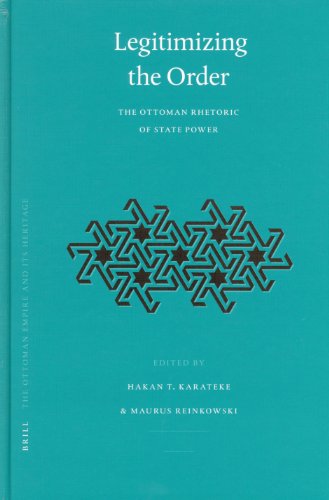 Legitimizing
the Order
THE OTTOMAN RHETORIC
OF STATE POWER
EDITED BY
HAKAN T. KARATEKE
& MAURUS REINKOWSKI
BRILL THE OTTOMAN EMPIRE AND ITS HERITAGE